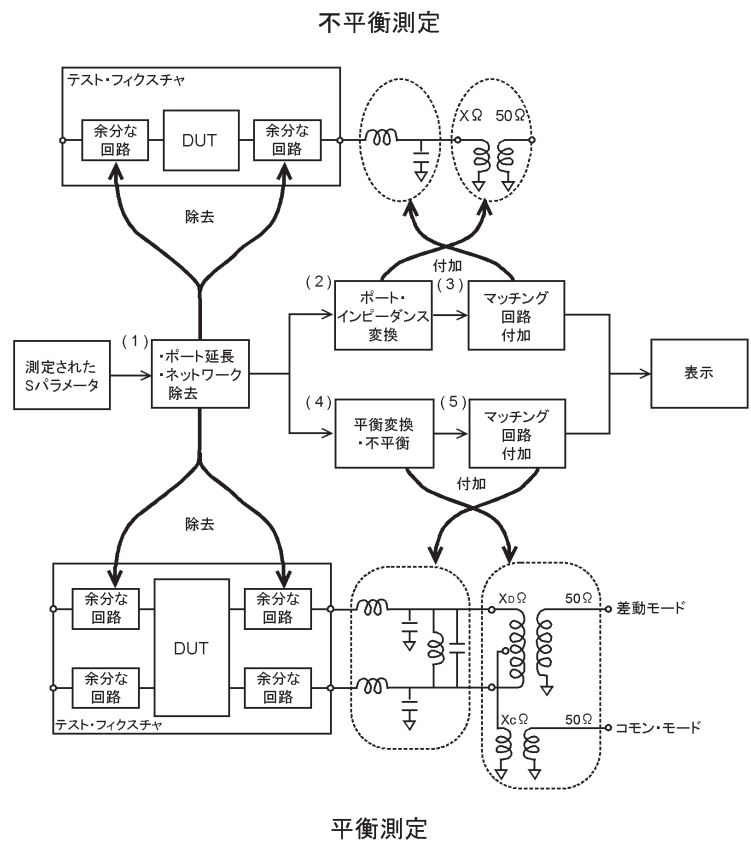 不平衡測定
テスト・フィクスチャ
余分な
回路
DUT
余分な
回路
XΩ
50Ω
除去
付加
(2)
ポート・
インピーダンス
変換
(3)
マッチング
回路
付加
測定された
Sパラメータ
(1)
・ポート延長
・ネットワーク
除去
表示
(4)
平衡変換
・不平衡
(5)
マッチング
回路
付加
除去
付加
余分な
回路
余分な
回路
DUT
余分な
回路
余分な
回路
テスト・フィクスチャ
XDΩ
50Ω
差動モード
XCΩ
50Ω
コモン・モード
平衡測定